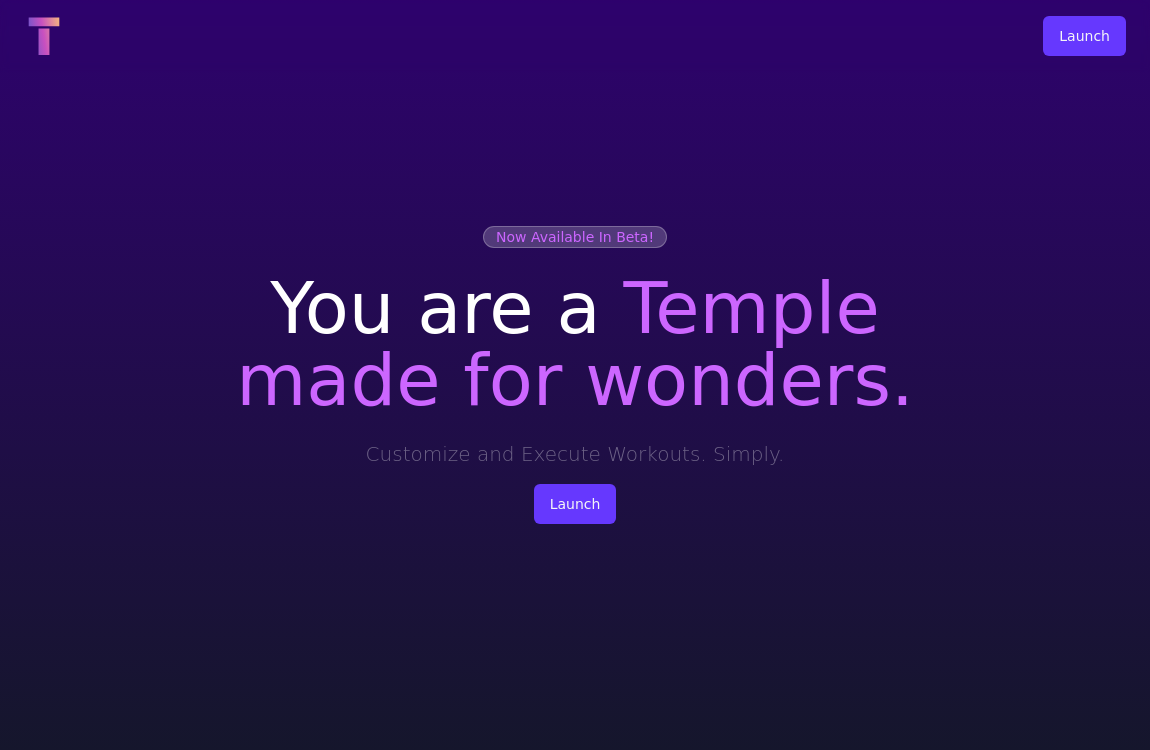 T
Launch
Now Available In Beta!
You are a Temple
made for wonders.
Customize and Execute Workouts. Simply.
Launch